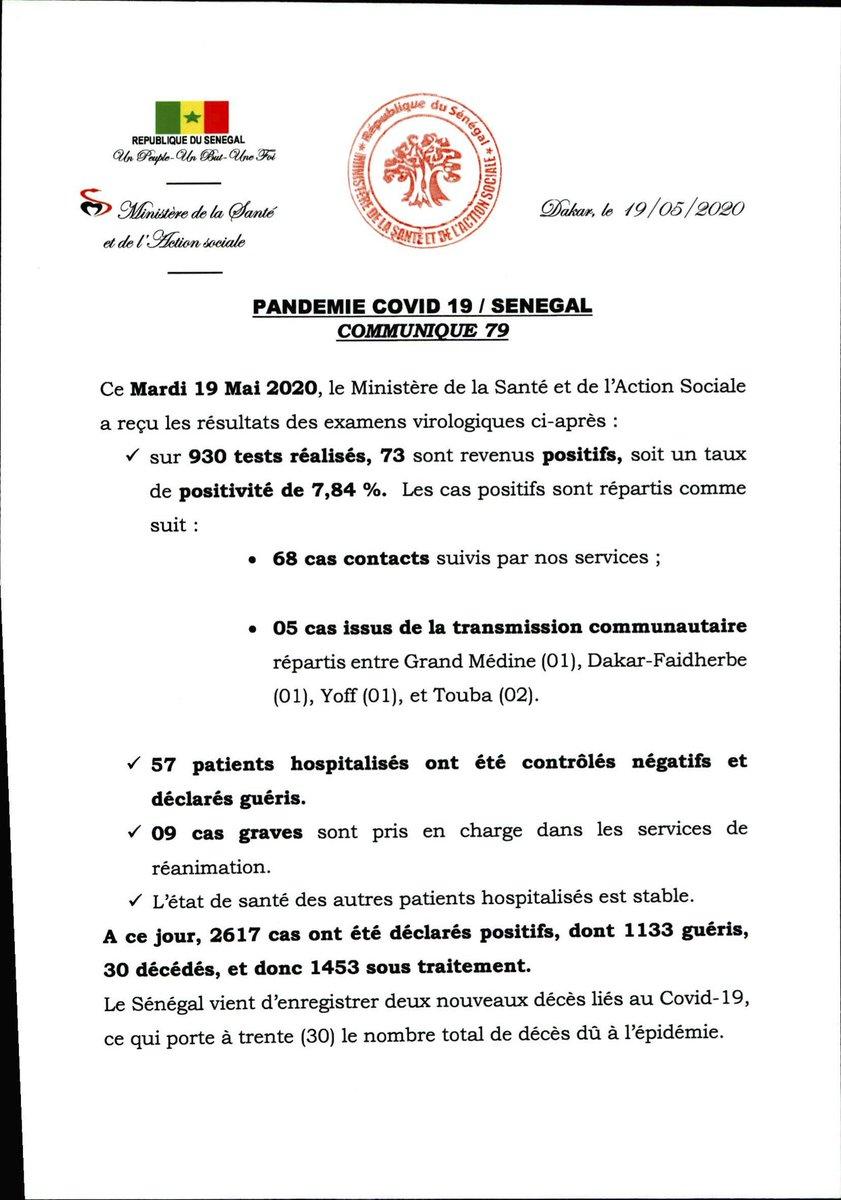 REPUBLIQUE DU SENEGAL
Un Peuple-Un But-Une Foi
Ministère de la Santé
et de l'Action sociale
République du Sénégal
MINISTÈRE DE LA SANTÉ ET DE L'ACTION SOCIALE
Dakar, le 19/05/2020
PANDEMIE COVID 19 / SENEGAL
COMMUNIQUE 79
Ce Mardi 19 Mai 2020, le Ministère de la Santé et de l'Action Sociale
a reçu les résultats des examens virologiques ci-après :
✓ sur 930 tests réalisés, 73 sont revenus positifs, soit un taux
de positivité de 7,84 %. Les cas positifs sont répartis comme
suit :
• 68 cas contacts suivis par nos services ;
• 05 cas issus de la transmission communautaire
répartis entre Grand Médine (01), Dakar-Faidherbe
(01), Yoff (01), et Touba (02).
✓ 57 patients hospitalisés ont été contrôlés négatifs et
déclarés guéris.
✓ 09 cas graves sont pris en charge dans les services de
réanimation.
✓ L'état de santé des autres patients hospitalisés est stable.
A ce jour, 2617 cas ont été déclarés positifs, dont 1133 guéris,
30 décédés, et donc 1453 sous traitement.
Le Sénégal vient d'enregistrer deux nouveaux décès liés au Covid-19,
ce qui porte à trente (30) le nombre total de décès dû à l'épidémie.